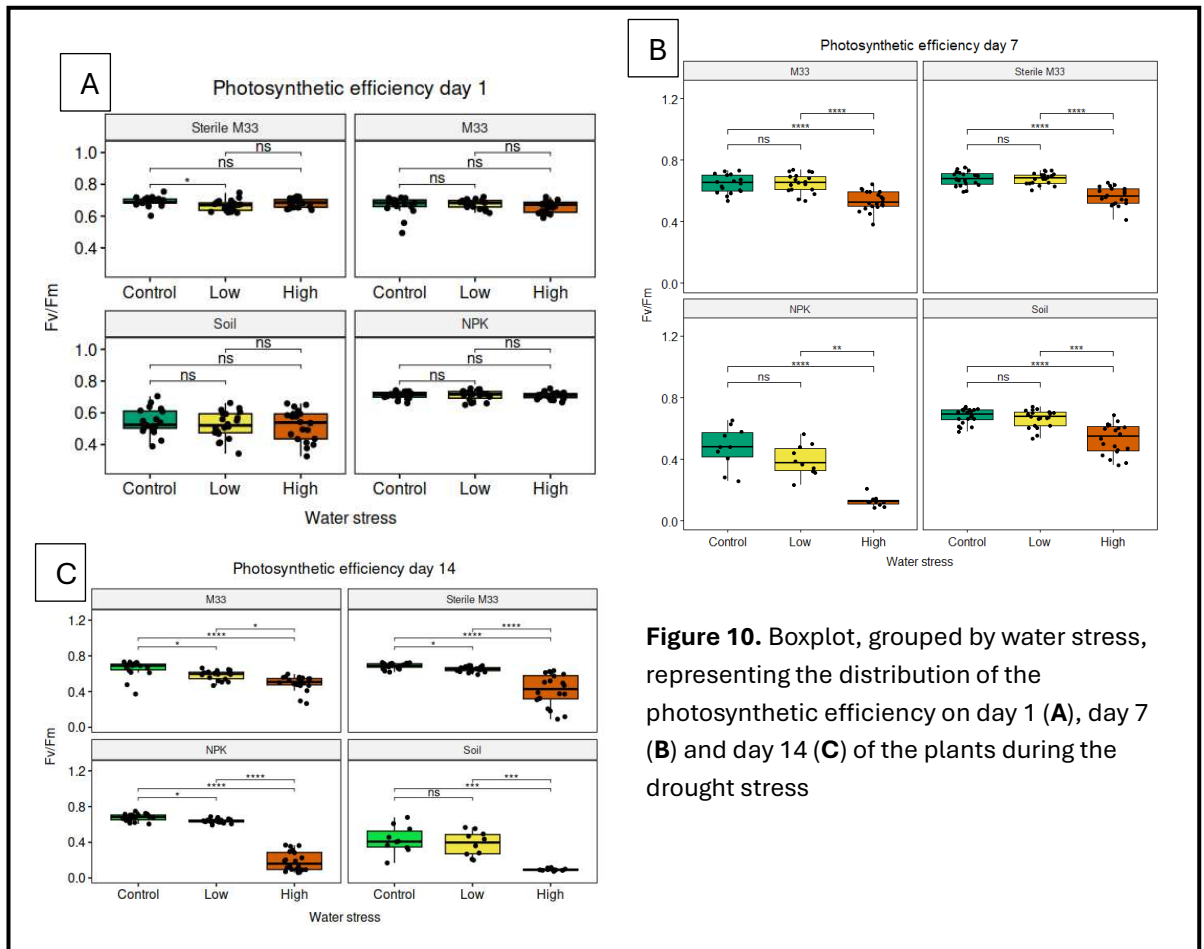 A
Photosynthetic efficiency day 1
Sterile M33
M33
1.0
0.8
0.6
0.4
ns
ns
*
ns
ns
ns
Control
Low
High
Control
Low
High
Soil
NPK
1.0
0.8
0.6
0.4
ns
ns
ns
ns
ns
ns
Control
Low
High
Control
Low
High
Fv/Fm
Water stress
B
Photosynthetic efficiency day 7
M33
Sterile M33
1.2
0.8
0.4
0.0
****
****
ns
****
****
ns
NPK
Soil
1.2
0.8
0.4
0.0
**
****
ns
***
****
ns
Control
Low
High
Control
Low
High
Fv/Fm
Water stress
C
Photosynthetic efficiency day 14
M33
Sterile M33
1.2
0.8
0.4
0.0
*
****
*
****
****
*
NPK
Soil
1.2
0.8
0.4
0.0
****
****
*
***
***
ns
Control
Low
High
Control
Low
High
Fv/Fm
Water stress
Figure 10. Boxplot, grouped by water stress,
representing the distribution of the
photosynthetic efficiency on day 1 (A), day 7
(B) and day 14 (C) of the plants during the
drought stress